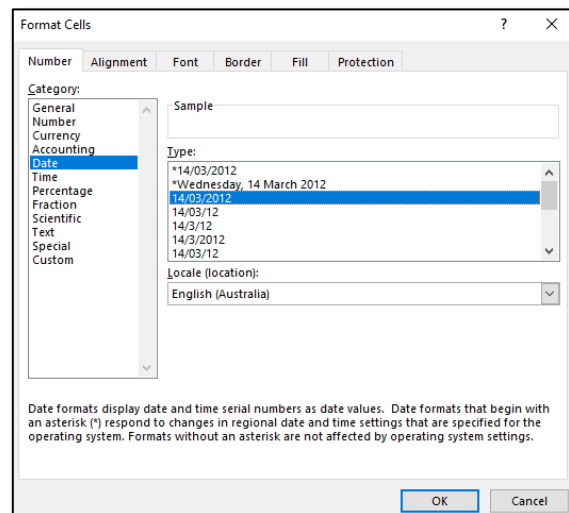 Format Cells ? ×
Number Alignment Font Border Fill Protection
Category:
General
Number
Currency
Accounting
Date
Time
Percentage
Fraction
Scientific
Text
Special
Custom
Sample
Type:
*14/03/2012
*Wednesday, 14 March 2012
14/03/2012
14/03/12
14/3/12
14/3/2012
14/03/12
Locale (location):
English (Australia)
Date formats display date and time serial numbers as date values. Date formats that begin with
an asterisk (*) respond to changes in regional date and time settings that are specified for the
operating system. Formats without an asterisk are not affected by operating system settings.
OK Cancel